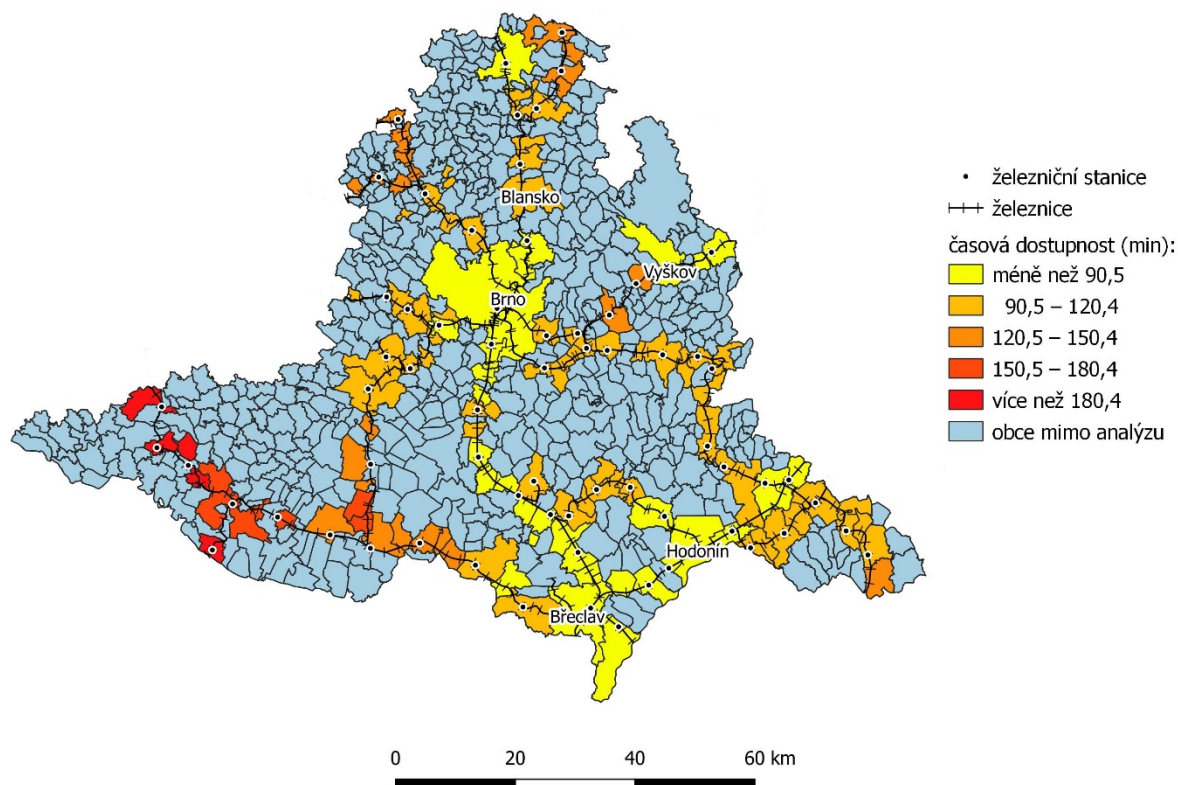 Blansko
Vyškov
Brno
Hodonín
Břeclav
železniční stanice
železnice
časová dostupnost (min):
méně než 90,5
90,5 – 120,4
120,5 – 150,4
150,5 – 180,4
více než 180,4
obce mimo analýzu
0 20 40 60 km